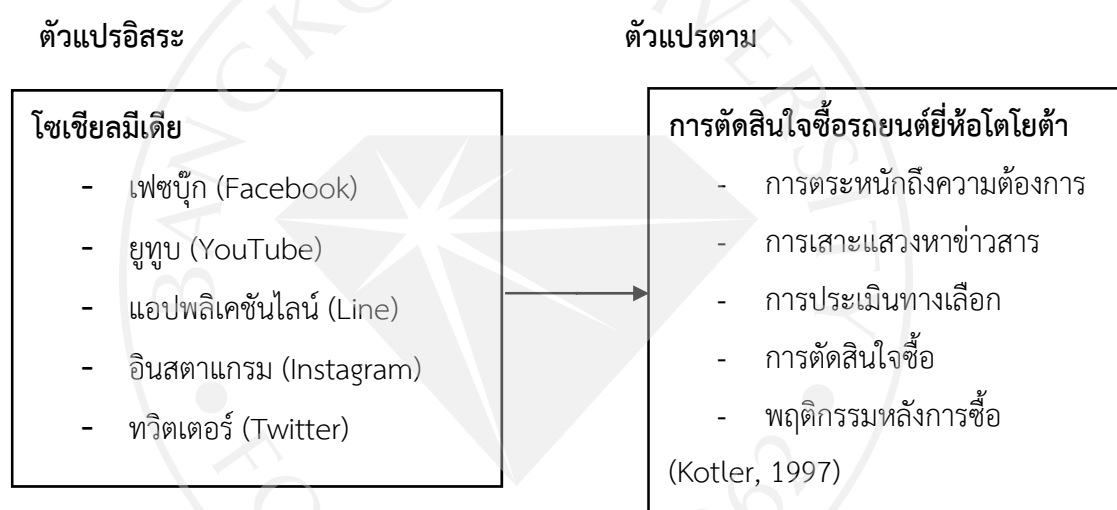 ตัวแปรอิสระ
ตัวแปรตาม
โซเชียลมีเดีย
- เฟซบุ๊ก (Facebook)
- ยูทูบ (YouTube)
- แอปพลิเคชันไลน์ (Line)
- อินสตาแกรม (Instagram)
- ทวิตเตอร์ (Twitter)
การตัดสินใจซื้อรถยนต์ยี่ห้อโตโยต้า
- การตระหนักถึงความต้องการ
- การเสาะแสวงหาข่าวสาร
- การประเมินทางเลือก
- การตัดสินใจซื้อ
- พฤติกรรมหลังการซื้อ
(Kotler, 1997)